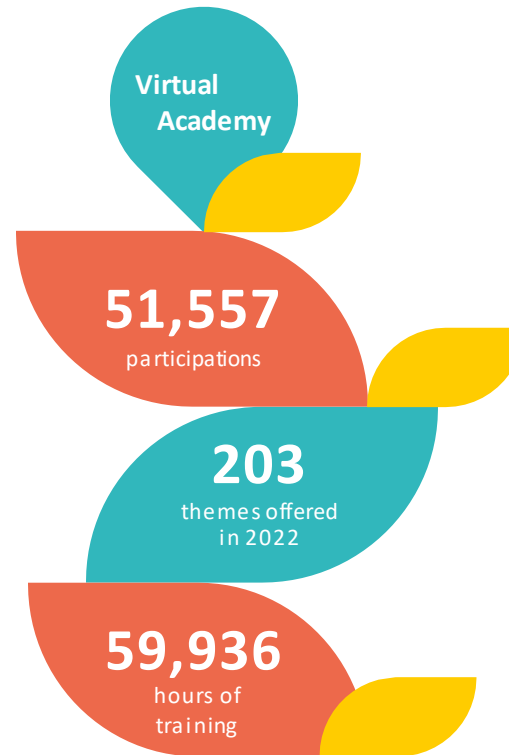 Virtual
Academy
51,557
participations
203
themes offered
in 2022
59,936
hours of
training